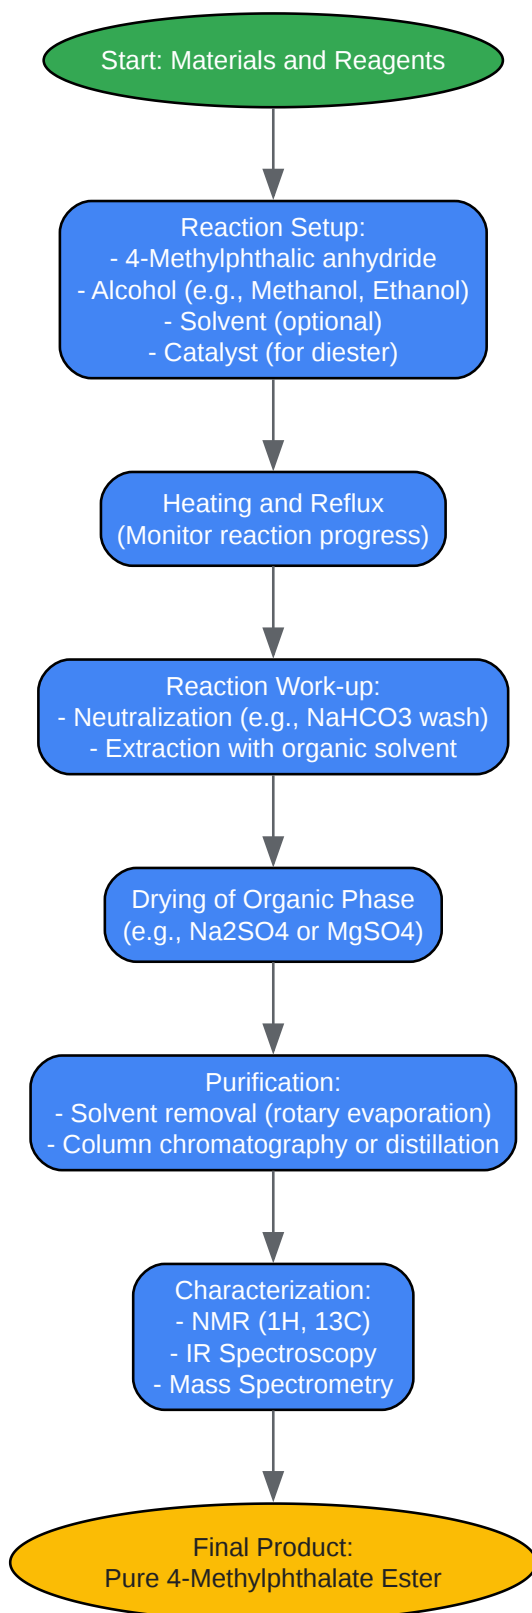 Start: Materials and Reagents
Reaction Setup:
- 4-Methylphthalic anhydride
- Alcohol (e.g., Methanol, Ethanol)
- Solvent (optional)
- Catalyst (for diester)
Heating and Reflux
(Monitor reaction progress)
Reaction Work-up:
- Neutralization (e.g., NaHCO3 wash)
- Extraction with organic solvent
Drying of Organic Phase
(e.g., Na2SO4 or MgSO4)
Purification:
- Solvent removal (rotary evaporation)
- Column chromatography or distillation
Characterization:
- NMR (1H, 13C)
- IR Spectroscopy
- Mass Spectrometry
Final Product:
Pure 4-Methylphthalate Ester